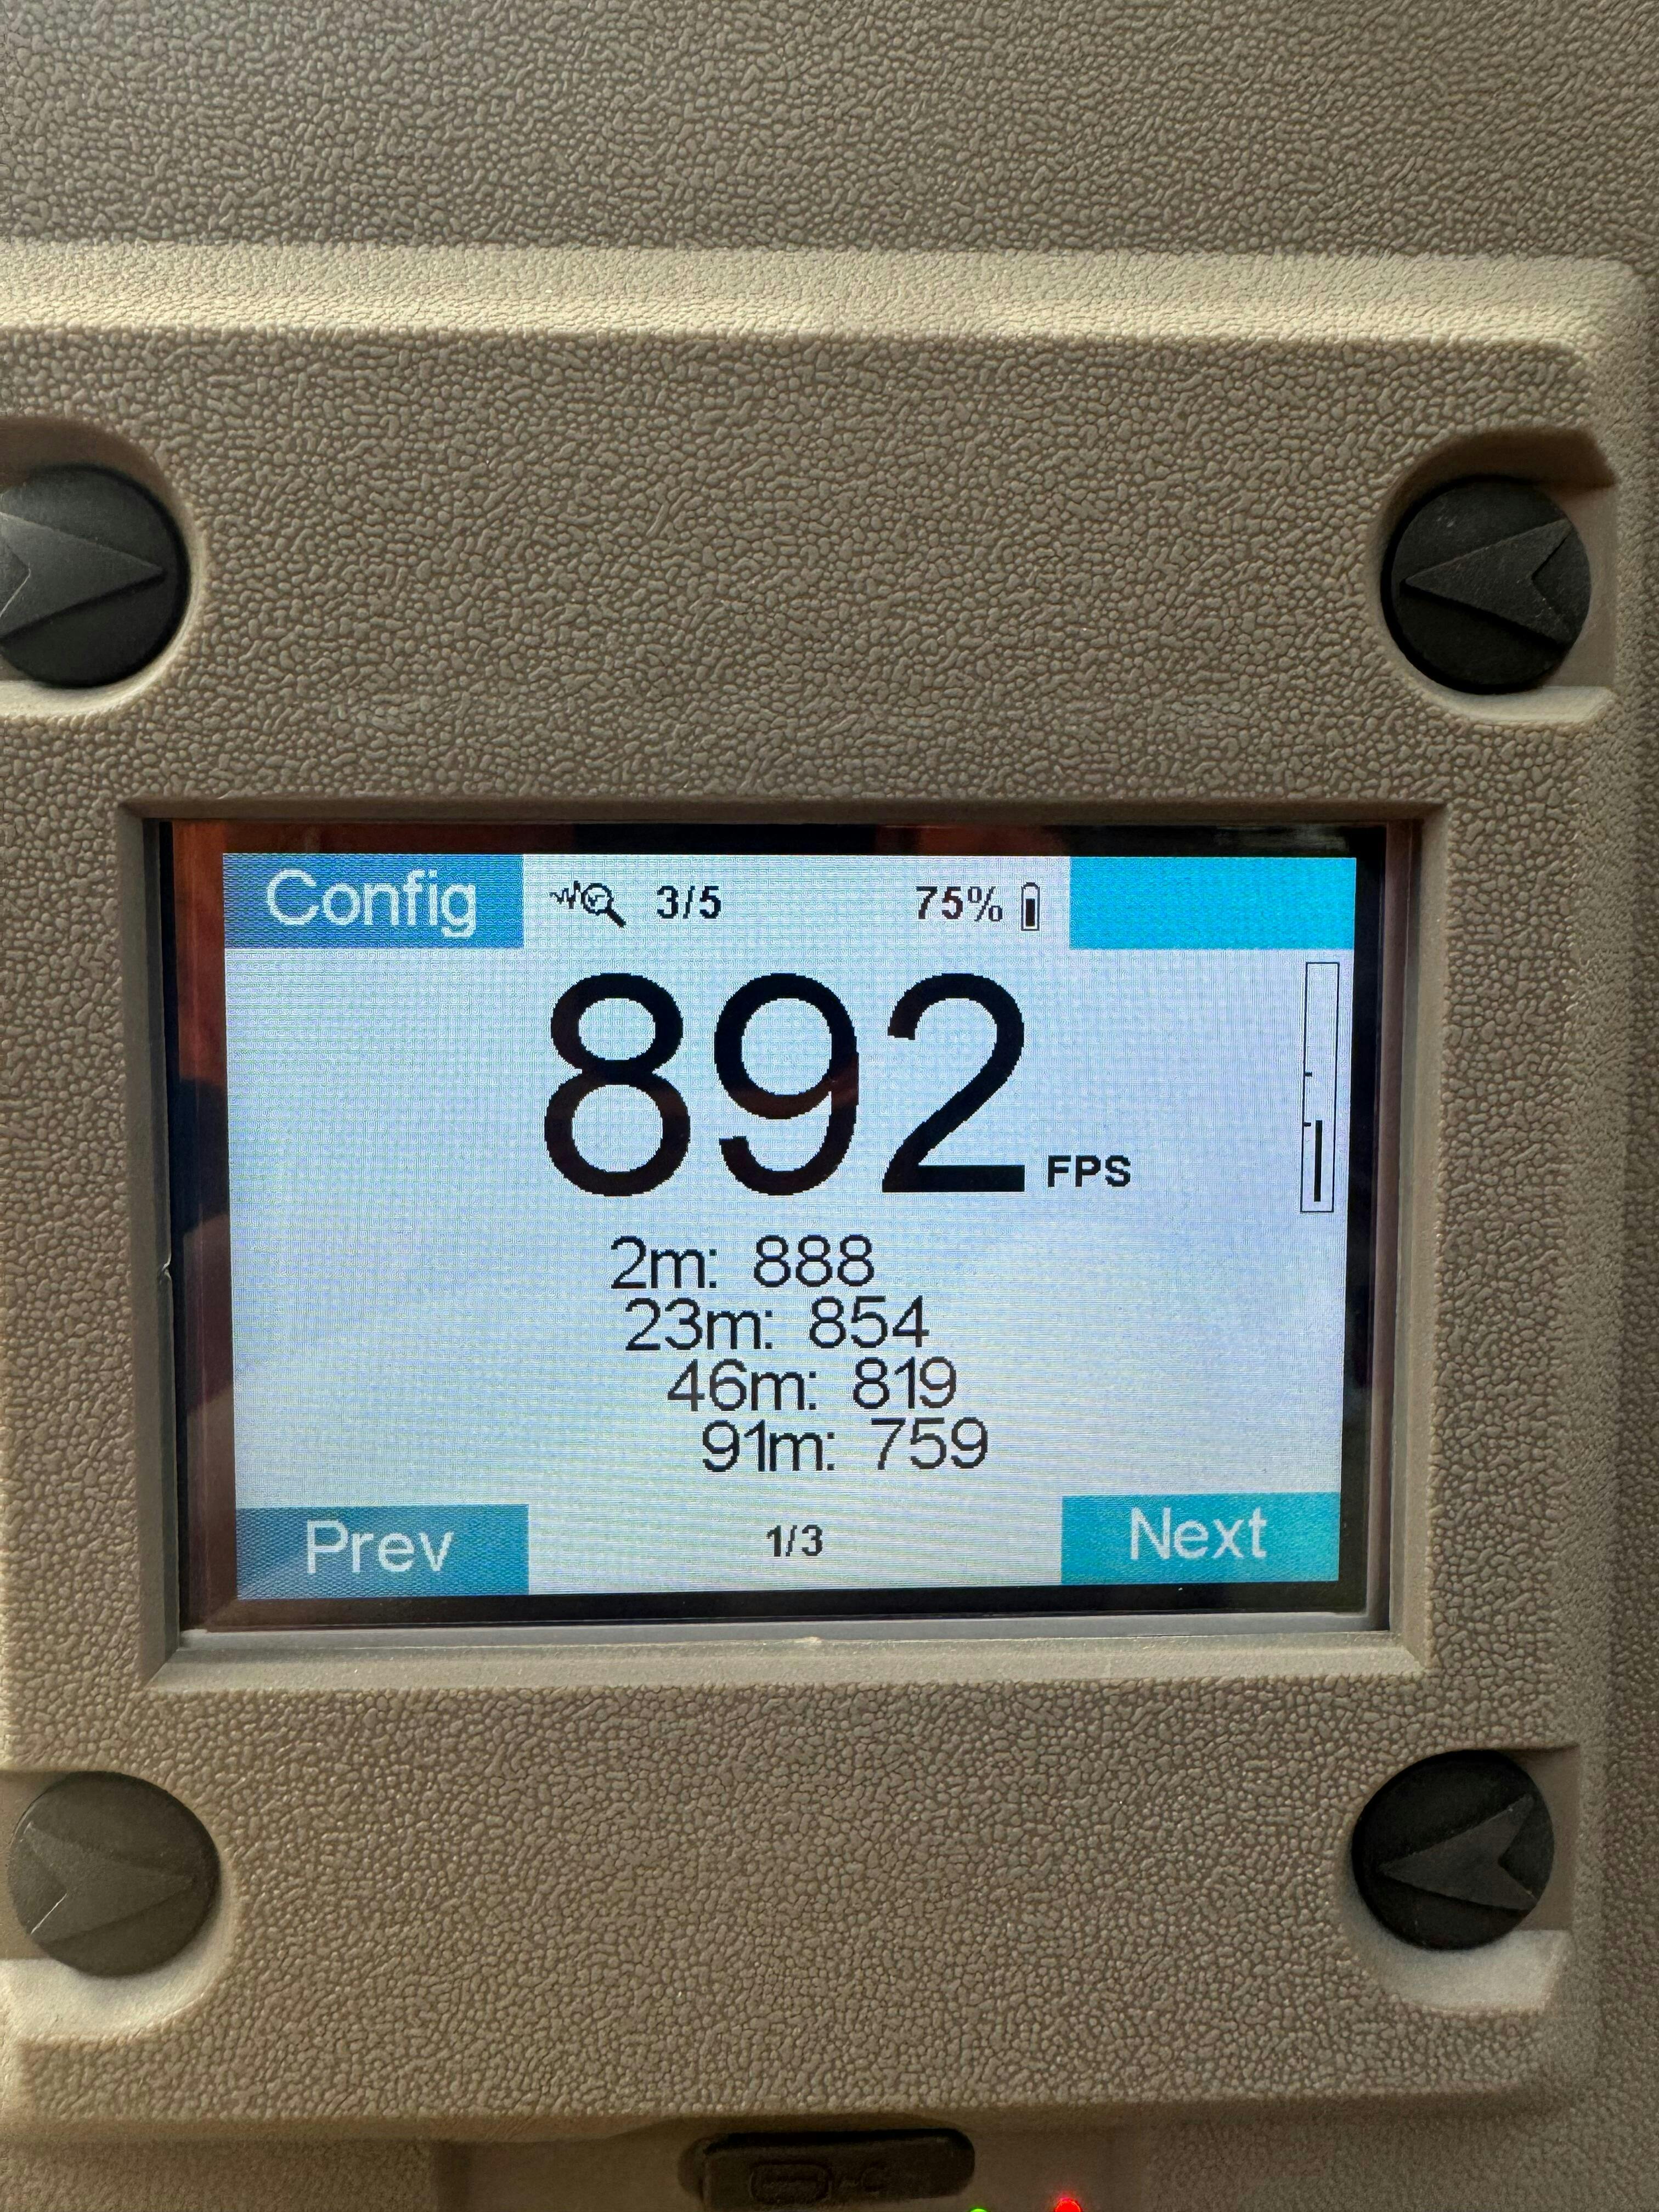 Config 3/5 75%
892 FPS
2m: 888
23m: 854
46m: 819
91m: 759
Prev 1/3 Next